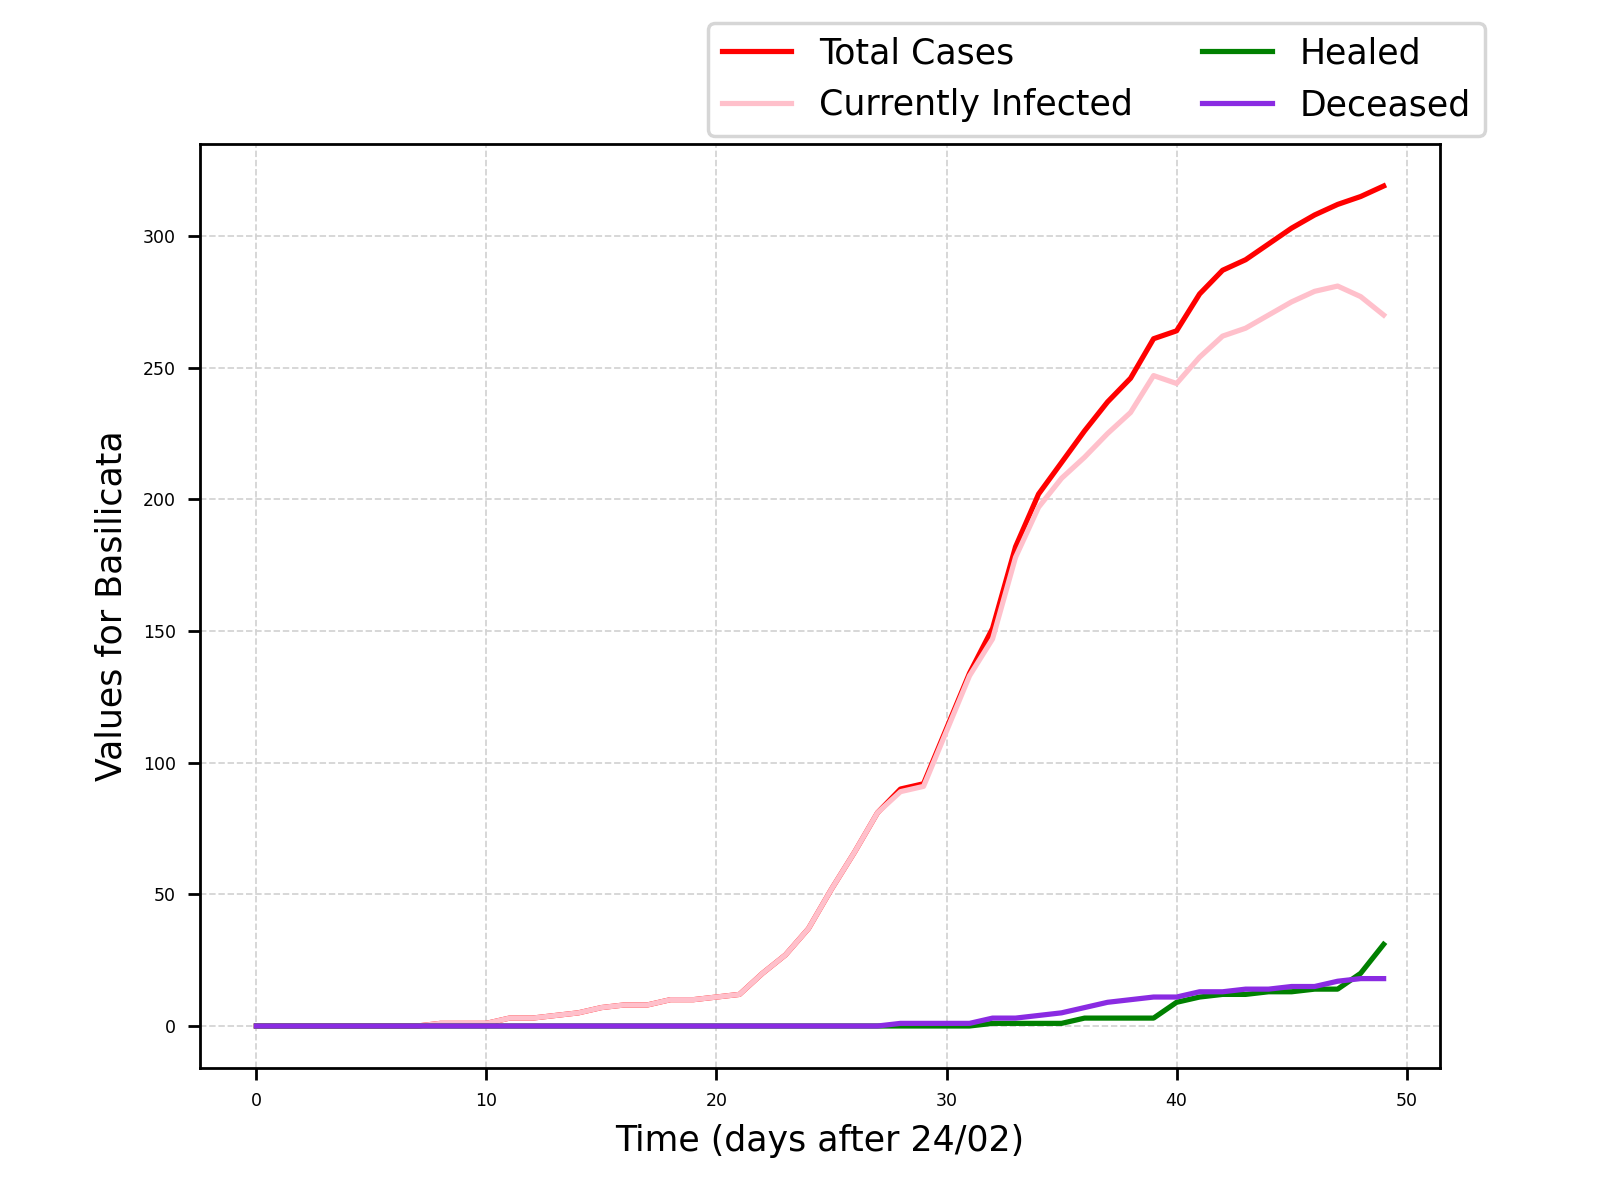 Total Cases
Currently Infected
Healed
Deceased
Values for Basilicata
300
250
200
150
100
50
0
0 10 20 30 40 50
Time (days after 24/02)